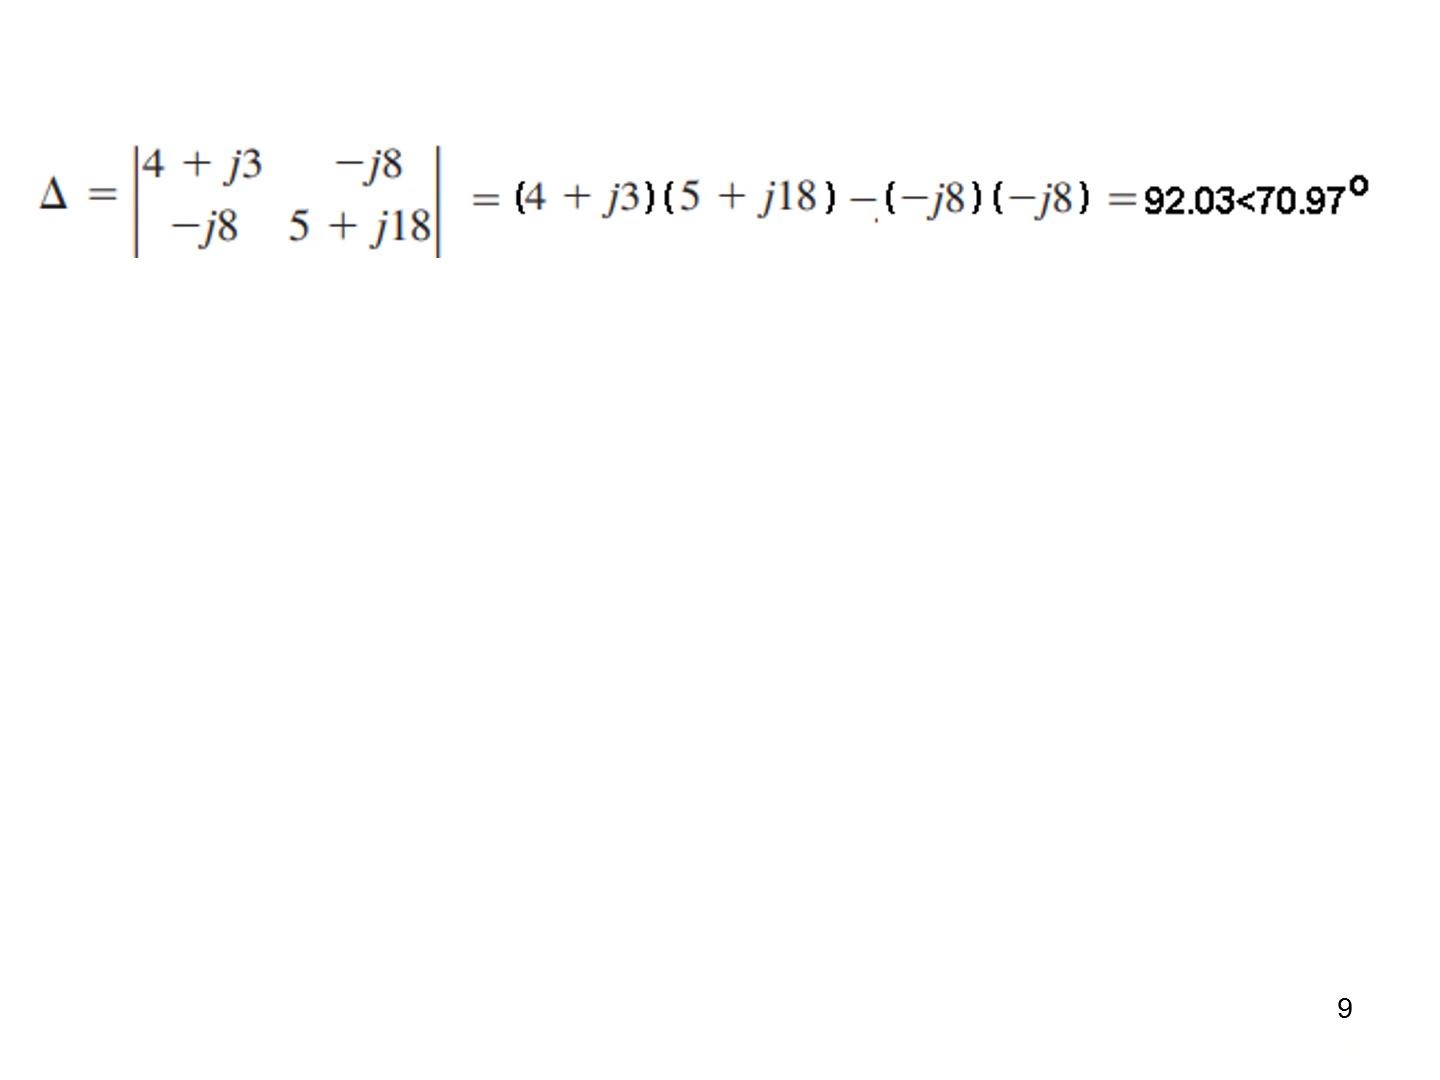 Δ = |4 + j3 −j8| = (4 + j3)(5 + j18) − (−j8)(−j8) = 92.03<70.97°
|−j8 5 + j18|
9